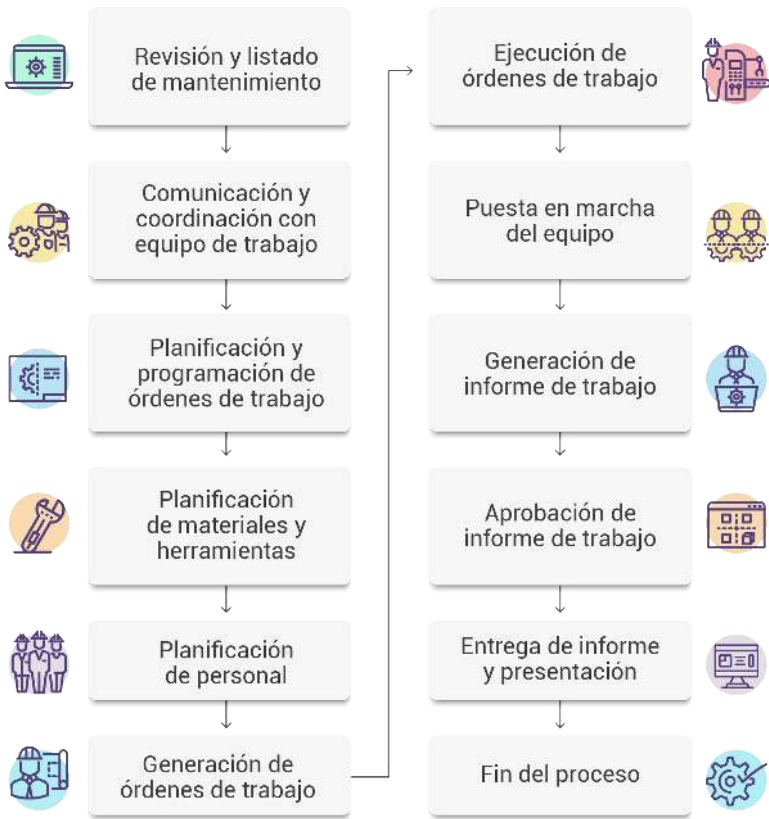 Revisión y listado
de mantenimiento
Comunicación y
coordinación con
equipo de trabajo
Planificación y
programación de
órdenes de trabajo
Planificación
de materiales y
herramientas
Planificación
de personal
Generación de
órdenes de trabajo
Ejecución de
órdenes de trabajo
Puesta en marcha
del equipo
Generación de
informe de trabajo
Aprobación de
informe de trabajo
Entrega de informe
y presentación
Fin del proceso